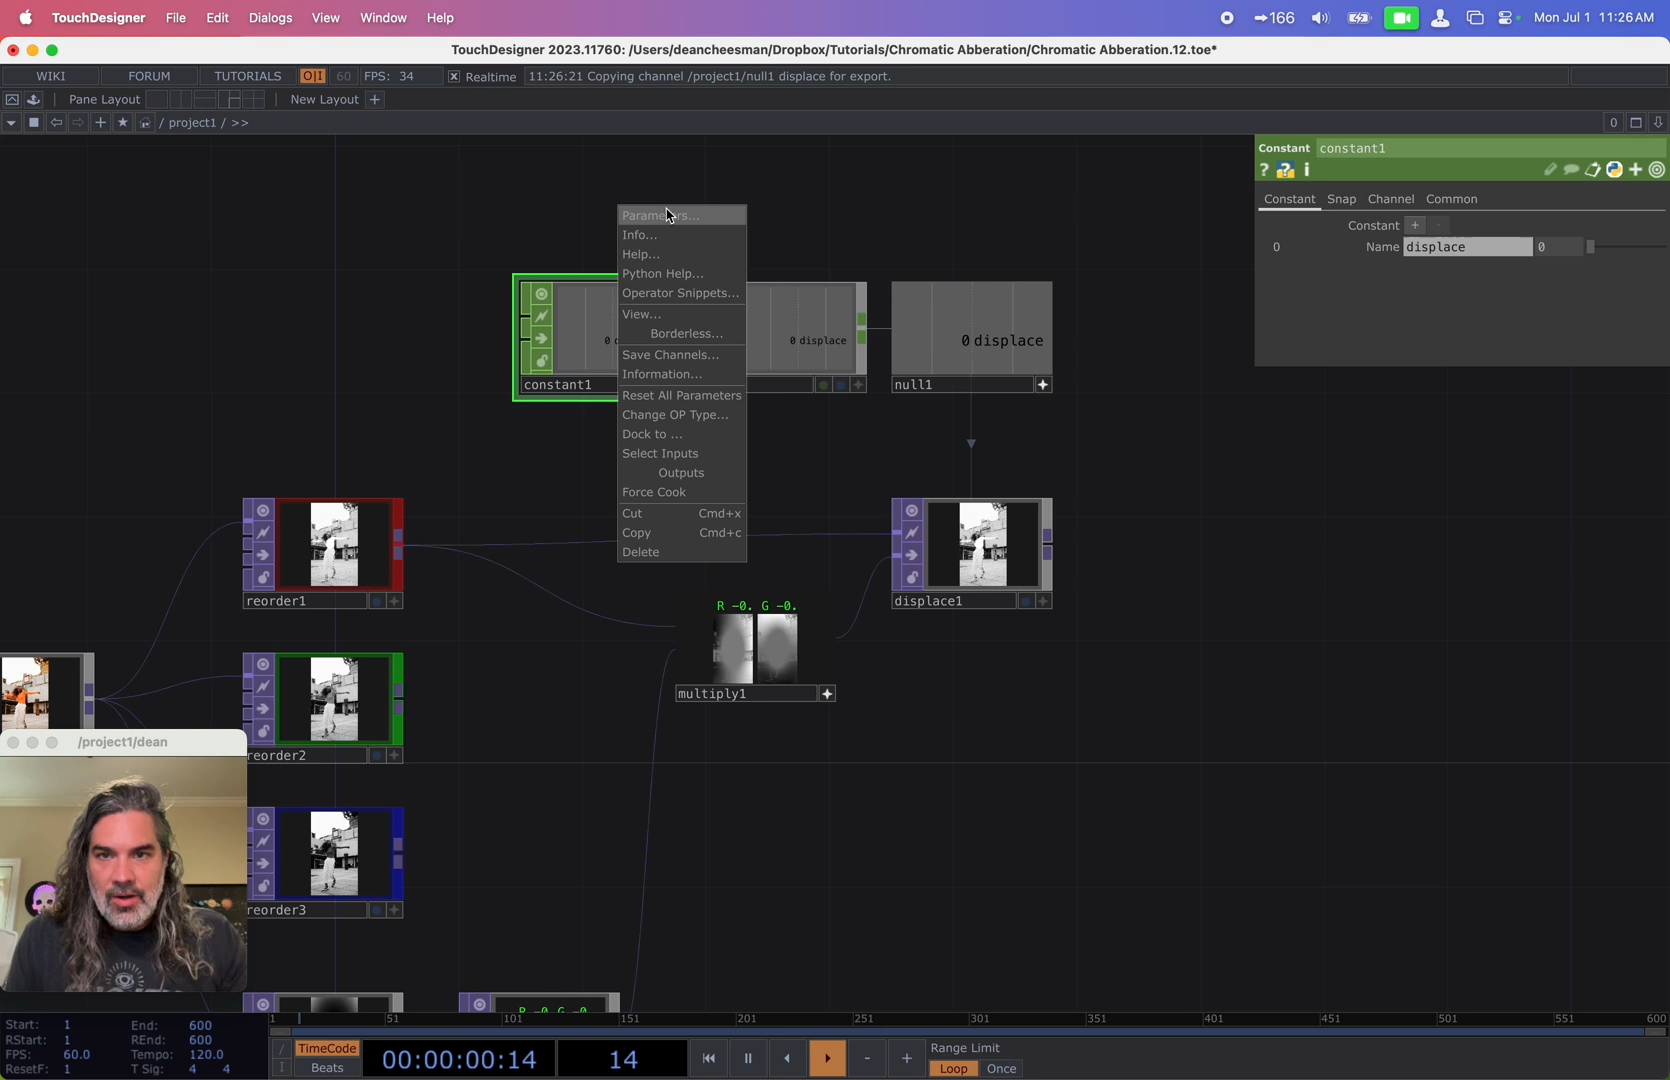 TouchDesigner File Edit Dialogs View Window Help
166 Mon Jul 1 11:26 AM
TouchDesigner 2023.11760: /Users/deancheesman/Dropbox/Tutorials/Chromatic Abberation/Chromatic Abberation.12.toe*
WIKI FORUM TUTORIALS O|I 60 FPS: 34 X Realtime 11:26:21 Copying channel /project1/null1 displace for export.
Pane Layout New Layout +
/ project1 / >> 0
Constant constant1
? ? i
Constant Snap Channel Common
Constant + -
0 Name displace 0
Parameters...
Info...
Help...
Python Help...
Operator Snippets...
View...
Borderless...
Save Channels...
Information...
Reset All Parameters
Change OP Type...
Dock to ...
Select Inputs
Outputs
Force Cook
Cut Cmd+x
Copy Cmd+c
Delete
0 displace
0 displace
constant1
null1
reorder1
displace1
R -0. G -0.
multiply1
reorder2
/project1/dean
reorder3
R -0 G -0
1 51 101 151 201 251 301 351 401 451 501 551 600
Start: 1 End: 600
RStart: 1 REnd: 600
FPS: 60.0 Tempo: 120.0
ResetF: 1 T Sig: 4 4
TimeCode
Beats
00:00:00:14
14
- +
Range Limit
Loop Once